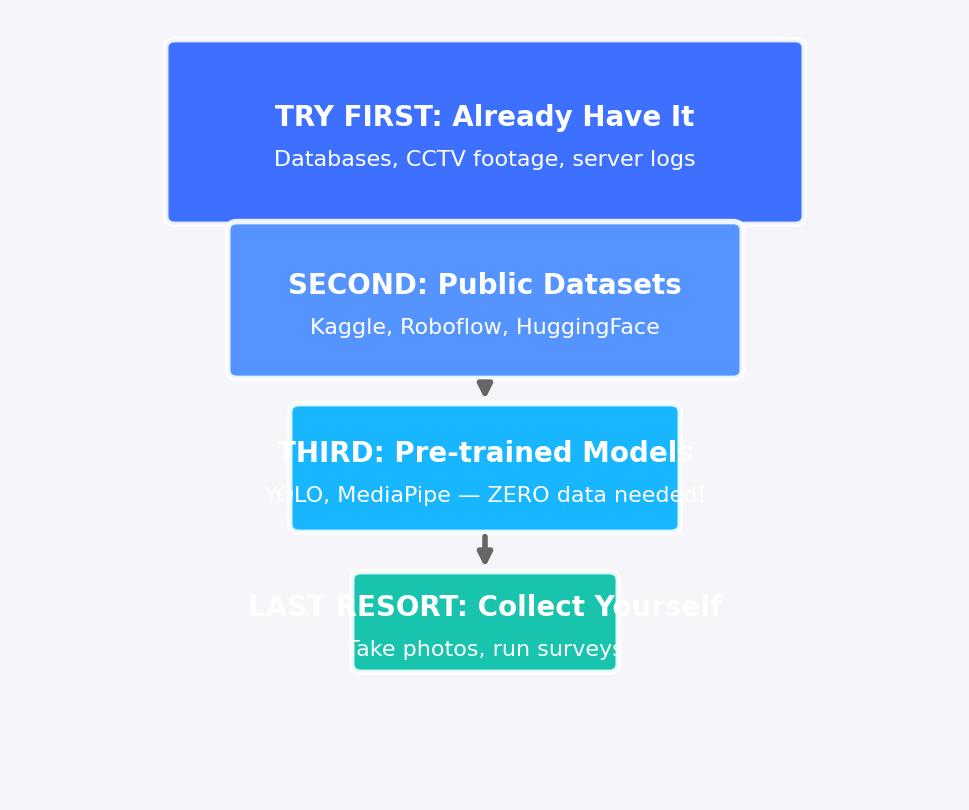 TRY FIRST: Already Have It
Databases, CCTV footage, server logs
SECOND: Public Datasets
Kaggle, Roboflow, HuggingFace
THIRD: Pre-trained Models
YOLO, MediaPipe — ZERO data needed!
LAST RESORT: Collect Yourself
Take photos, run surveys